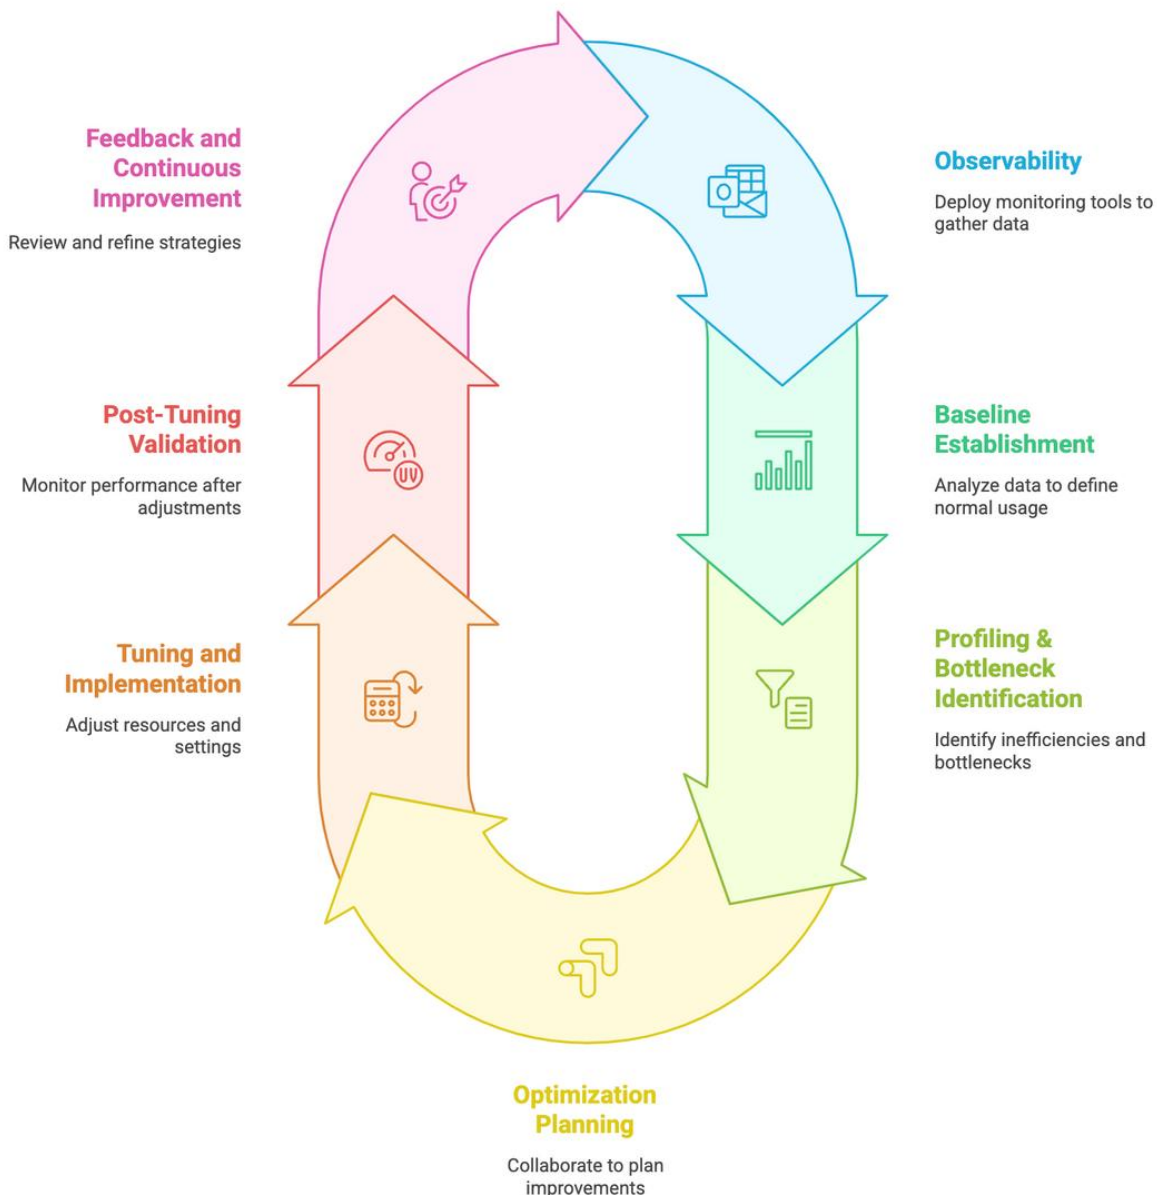 Feedback and
Continuous
Improvement
Review and refine strategies
Observability
Deploy monitoring tools to
gather data
Post-Tuning
Validation
Monitor performance after
adjustments
UV
Baseline
Establishment
Analyze data to define
normal usage
Tuning and
Implementation
Adjust resources and
settings
Profiling &
Bottleneck
Identification
Identify inefficiencies and
bottlenecks
Optimization
Planning
Collaborate to plan
improvements